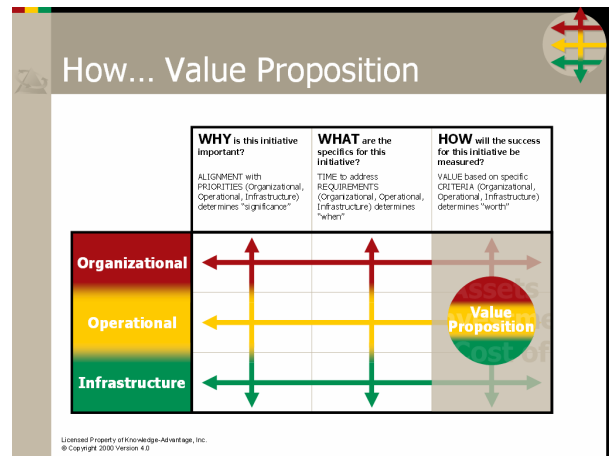 How... Value Proposition
WHY is this initiative
important?
ALIGNMENT with
PRIORITIES (Organizational,
Operational, Infrastructure)
determines "significance"
WHAT are the
specifics for this
initiative?
TIME to address
REQUIREMENTS
(Organizational, Operational,
Infrastructure) determines
"when"
HOW will the success
for this initiative be
measured?
VALUE based on specific
CRITERIA (Organizational,
Operational, Infrastructure)
determines "worth"
Organizational
Operational
Infrastructure
Assets
Value
Proposition
Cost of
Licensed Property of Knowledge-Advantage, Inc.
© Copyright 2000 Version 4.0